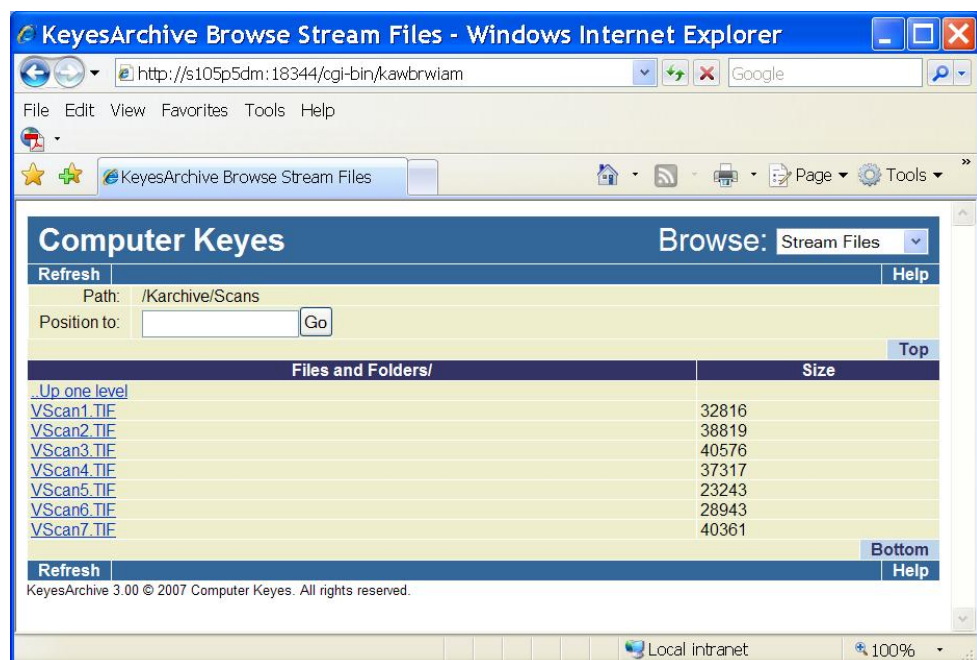 KeyesArchive Browse Stream Files - Windows Internet Explorer
http://s105p5dm:18344/cgi-bin/kawbrwiam Google
File Edit View Favorites Tools Help
KeyesArchive Browse Stream Files Page Tools »
Computer Keyes Browse: Stream Files
Refresh Help
Path: /Karchive/Scans
Position to: Go
Top
Files and Folders/ Size
..Up one level
VScan1.TIF 32816
VScan2.TIF 38819
VScan3.TIF 40576
VScan4.TIF 37317
VScan5.TIF 23243
VScan6.TIF 28943
VScan7.TIF 40361
Bottom
Refresh Help
KeyesArchive 3.00 © 2007 Computer Keyes. All rights reserved.
Local intranet 100%